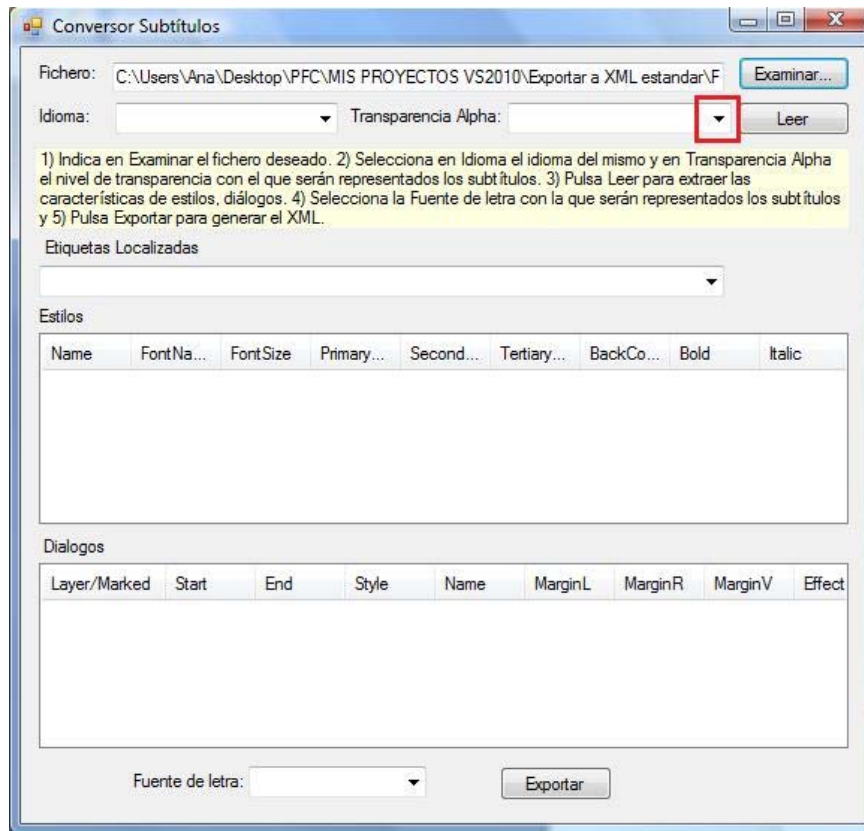 Conversor Subtítulos
Fichero: C:\Users\Ana\Desktop\PFC\MIS PROYECTOS VS2010\Exportar a XML estandar\F Examinar...
Idioma: Transparencia Alpha: Leer
1) Indica en Examinar el fichero deseado. 2) Selecciona en Idioma el idioma del mismo y en Transparencia Alpha
el nivel de transparencia con el que serán representados los subtítulos. 3) Pulsa Leer para extraer las
características de estilos, diálogos. 4) Selecciona la Fuente de letra con la que serán representados los subtítulos
y 5) Pulsa Exportar para generar el XML.
Etiquetas Localizadas
Estilos
Name FontNa... FontSize Primary... Second... Tertiary... BackCo... Bold Italic
Dialogos
Layer/Marked Start End Style Name MarginL MarginR MarginV Effect
Fuente de letra: Exportar